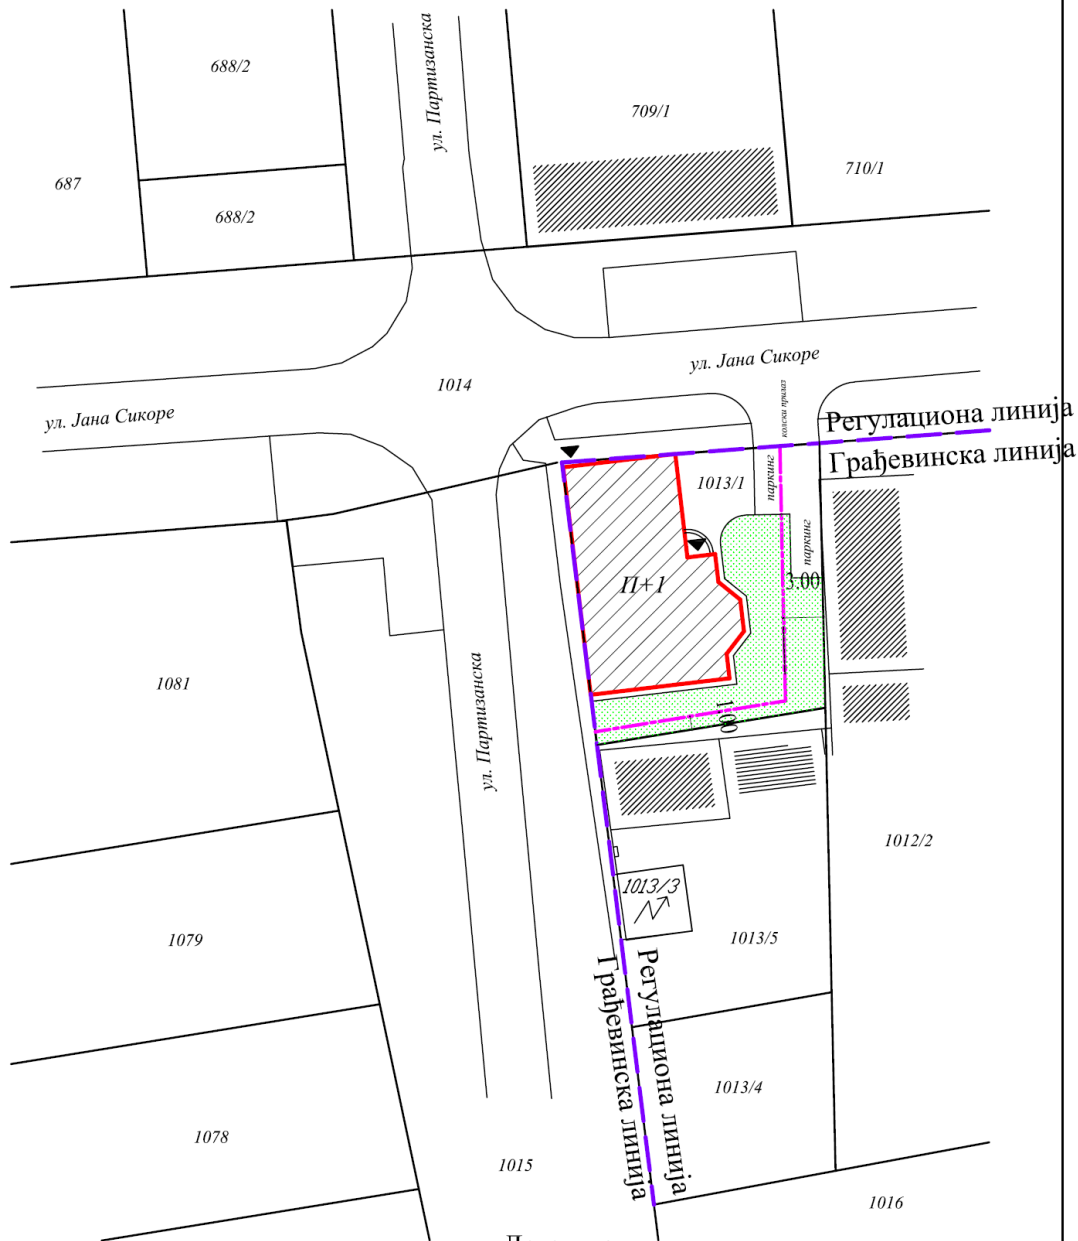 688/2
ул. Партизанска
709/1
687
710/1
688/2
ул. Јана Сикоре
1014
колски прилаз
ул. Јана Сикоре
Регулациона линија
Грађевинска линија
1013/1
паркинг
паркинг
П+1
3.00
1081
ул. Партизанска
1.00
1012/2
1013/3
1079
1013/5
Грађевинска линија
Регулациона линија
1013/4
1078
1015
1016